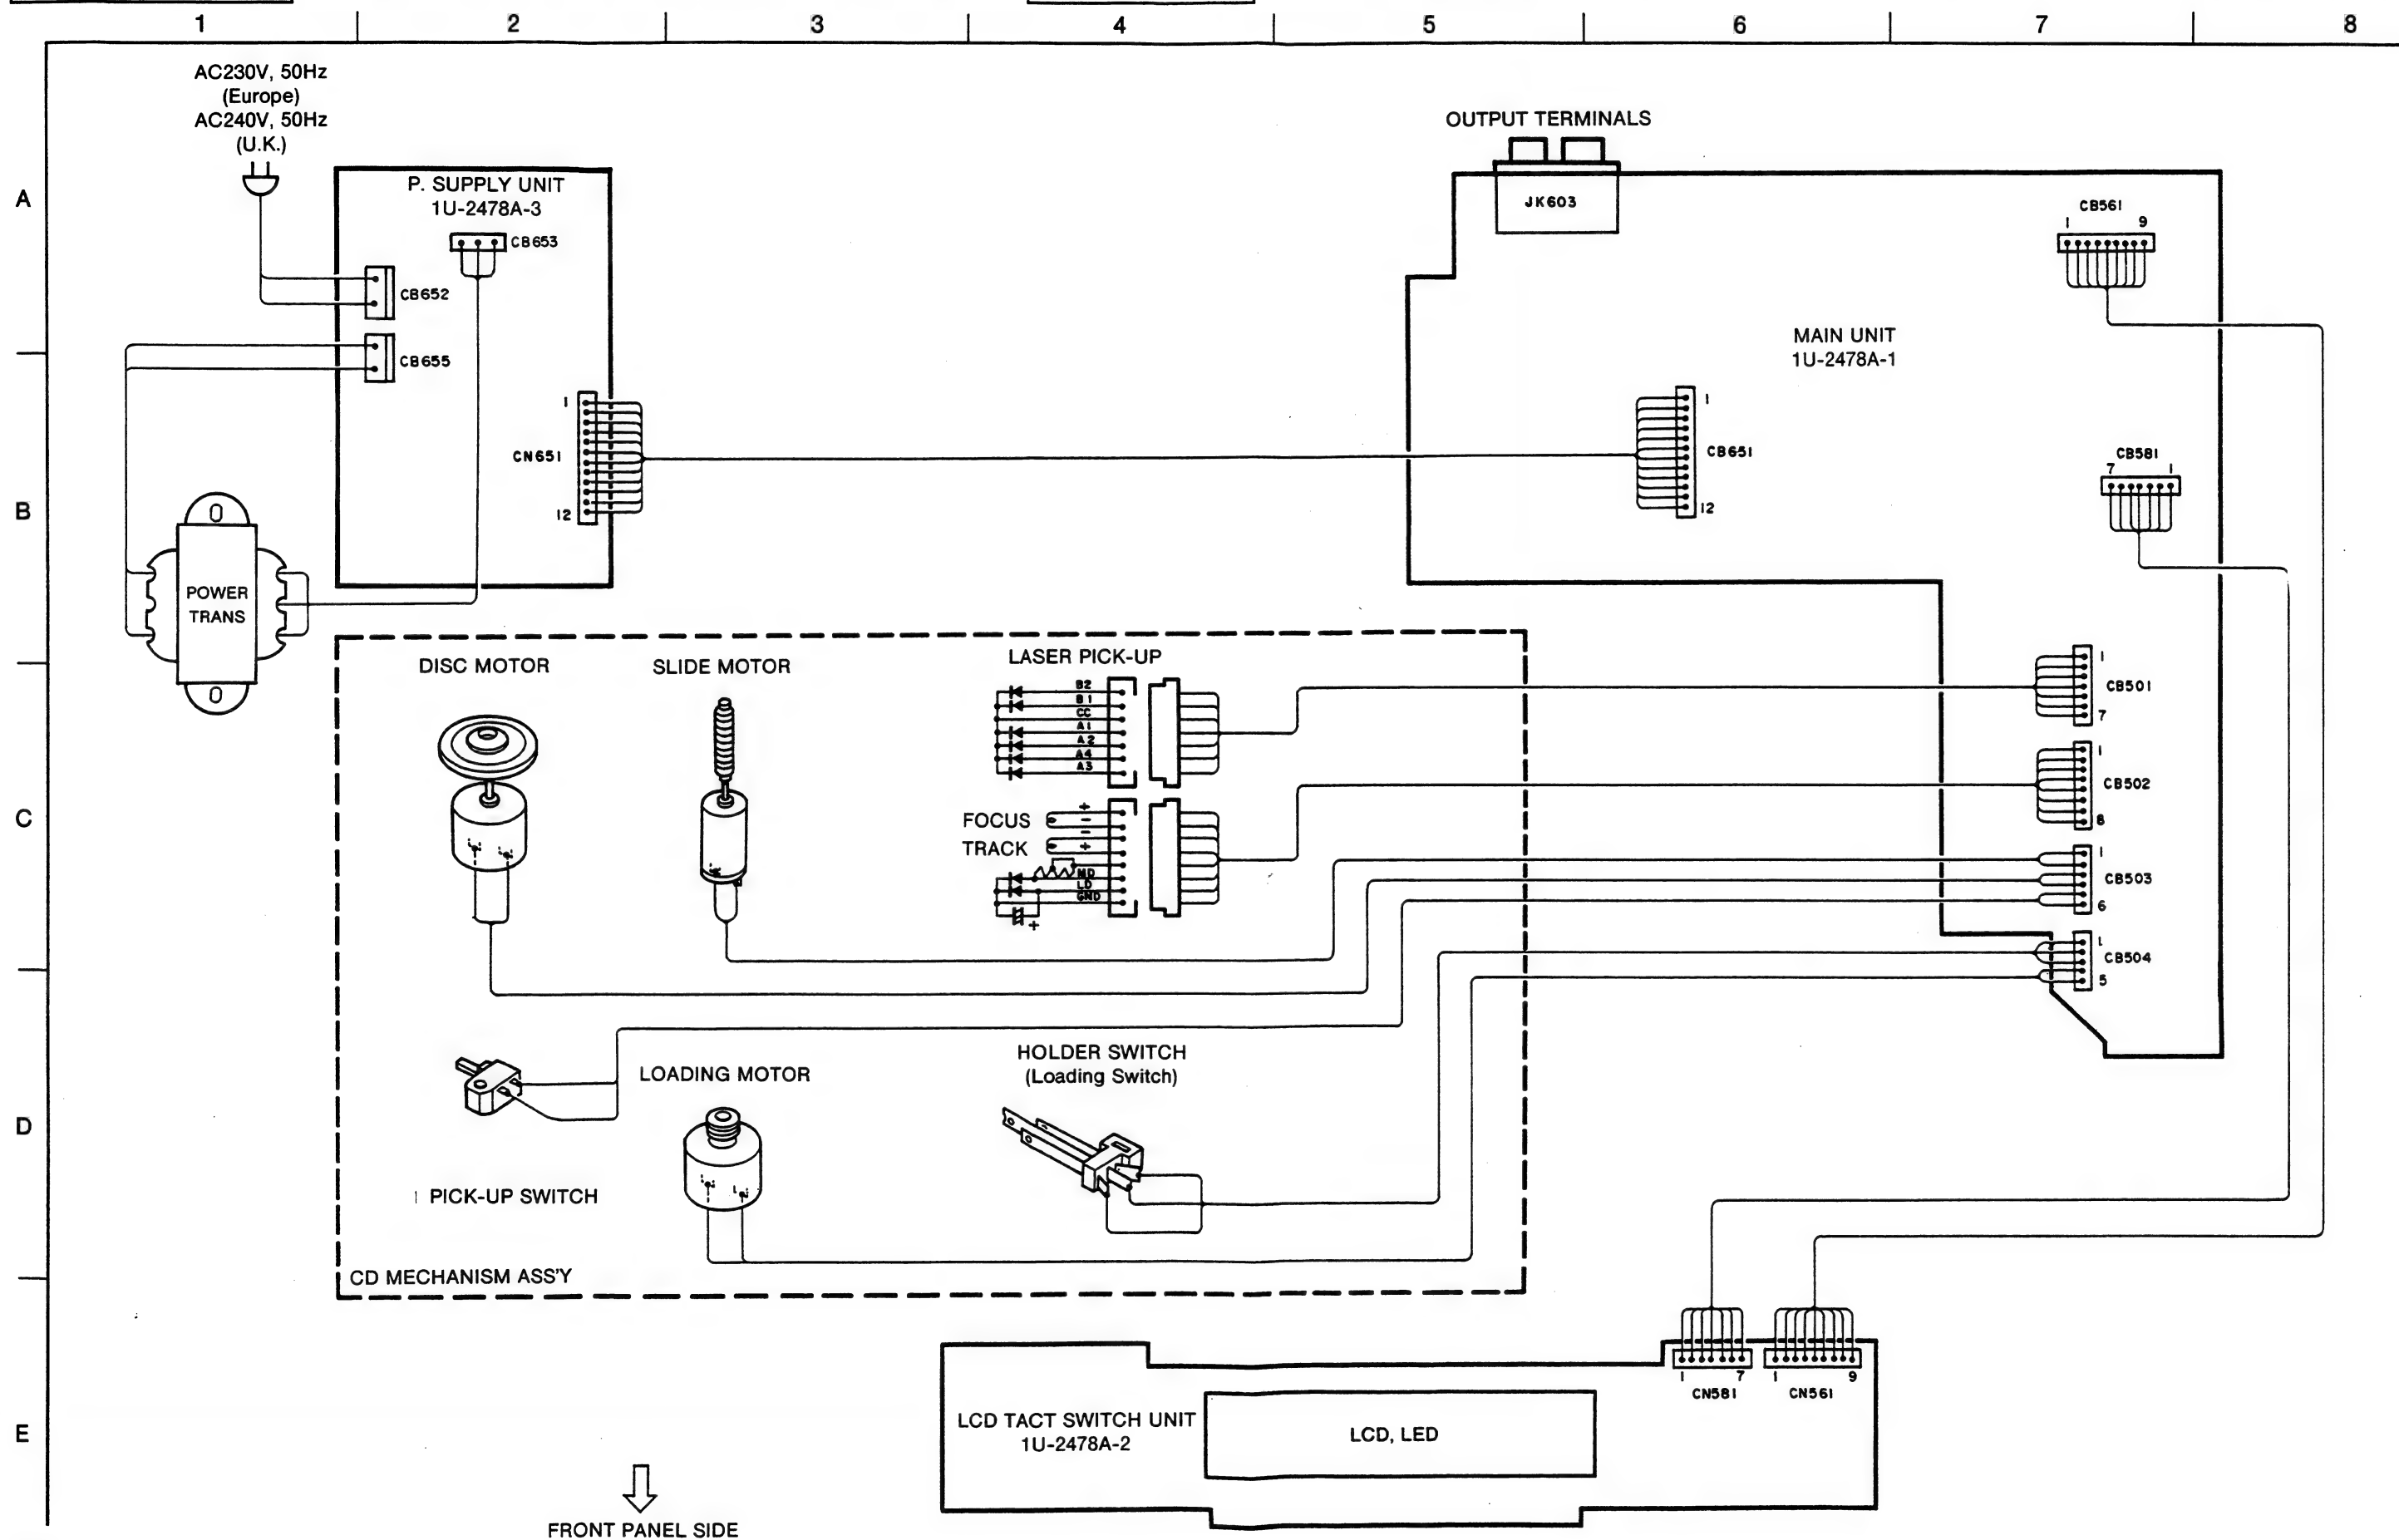 1 2 3 4 5 6 7 8
A
B
C
D
E
AC230V, 50Hz
(Europe)
AC240V, 50Hz
(U.K.)
P. SUPPLY UNIT
1U-2478A-3
CB653
CB652
CB655
1
CN651
12
POWER
TRANS
OUTPUT TERMINALS
JK603
MAIN UNIT
1U-2478A-1
CB561
1 9
1
CB651
12
CB581
7 1
1
CB501
7
1
CB502
8
1
CB503
6
1
CB504
5
DISC MOTOR
SLIDE MOTOR
LASER PICK-UP
B2
B1
CC
A1
A2
A4
A3
FOCUS
+
-
TRACK
-
+
MD
LD
GND
+
HOLDER SWITCH
(Loading Switch)
LOADING MOTOR
PICK-UP SWITCH
CD MECHANISM ASS'Y
1 7
CN581
1 9
CN561
LCD TACT SWITCH UNIT
1U-2478A-2
LCD, LED
FRONT PANEL SIDE